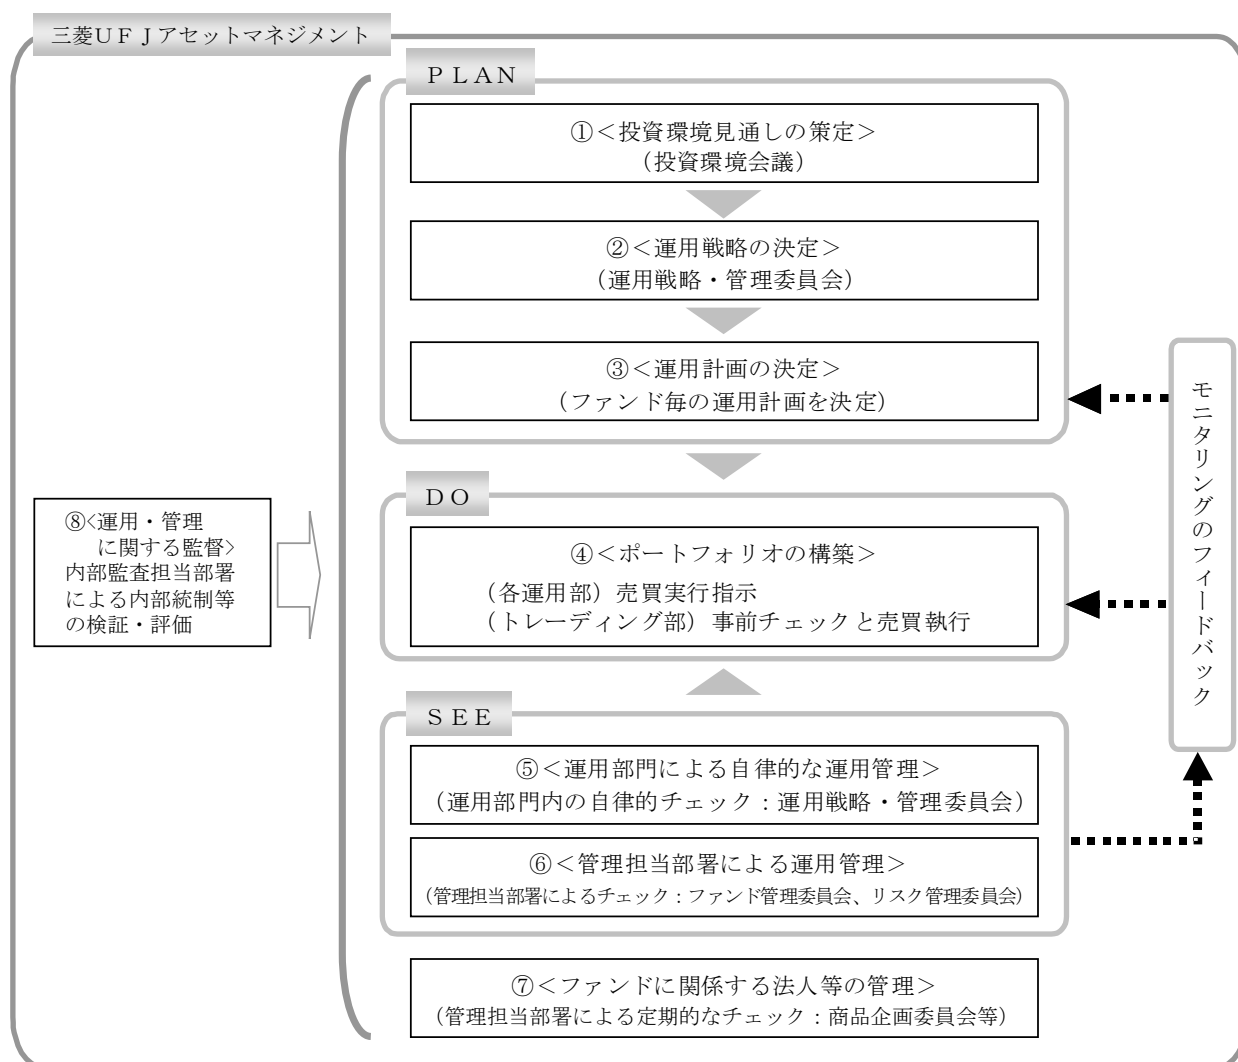 三菱ＵＦＪアセットマネジメント
ＰＬＡＮ
①＜投資環境見通しの策定＞
（投資環境会議）
②＜運用戦略の決定＞
（運用戦略・管理委員会）
③＜運用計画の決定＞
（ファンド毎の運用計画を決定）
ＤＯ
④＜ポートフォリオの構築＞
（各運用部）売買実行指示
（トレーディング部）事前チェックと売買執行
ＳＥＥ
⑤＜運用部門による自律的な運用管理＞
（運用部門内の自律的チェック：運用戦略・管理委員会）
⑥＜管理担当部署による運用管理＞
（管理担当部署によるチェック：ファンド管理委員会、リスク管理委員会）
⑦＜ファンドに関係する法人等の管理＞
（管理担当部署による定期的なチェック：商品企画委員会等）
⑧<運用・管理
に関する監督>
内部監査担当部署
による内部統制等
の検証・評価
モニタリングのフィードバック